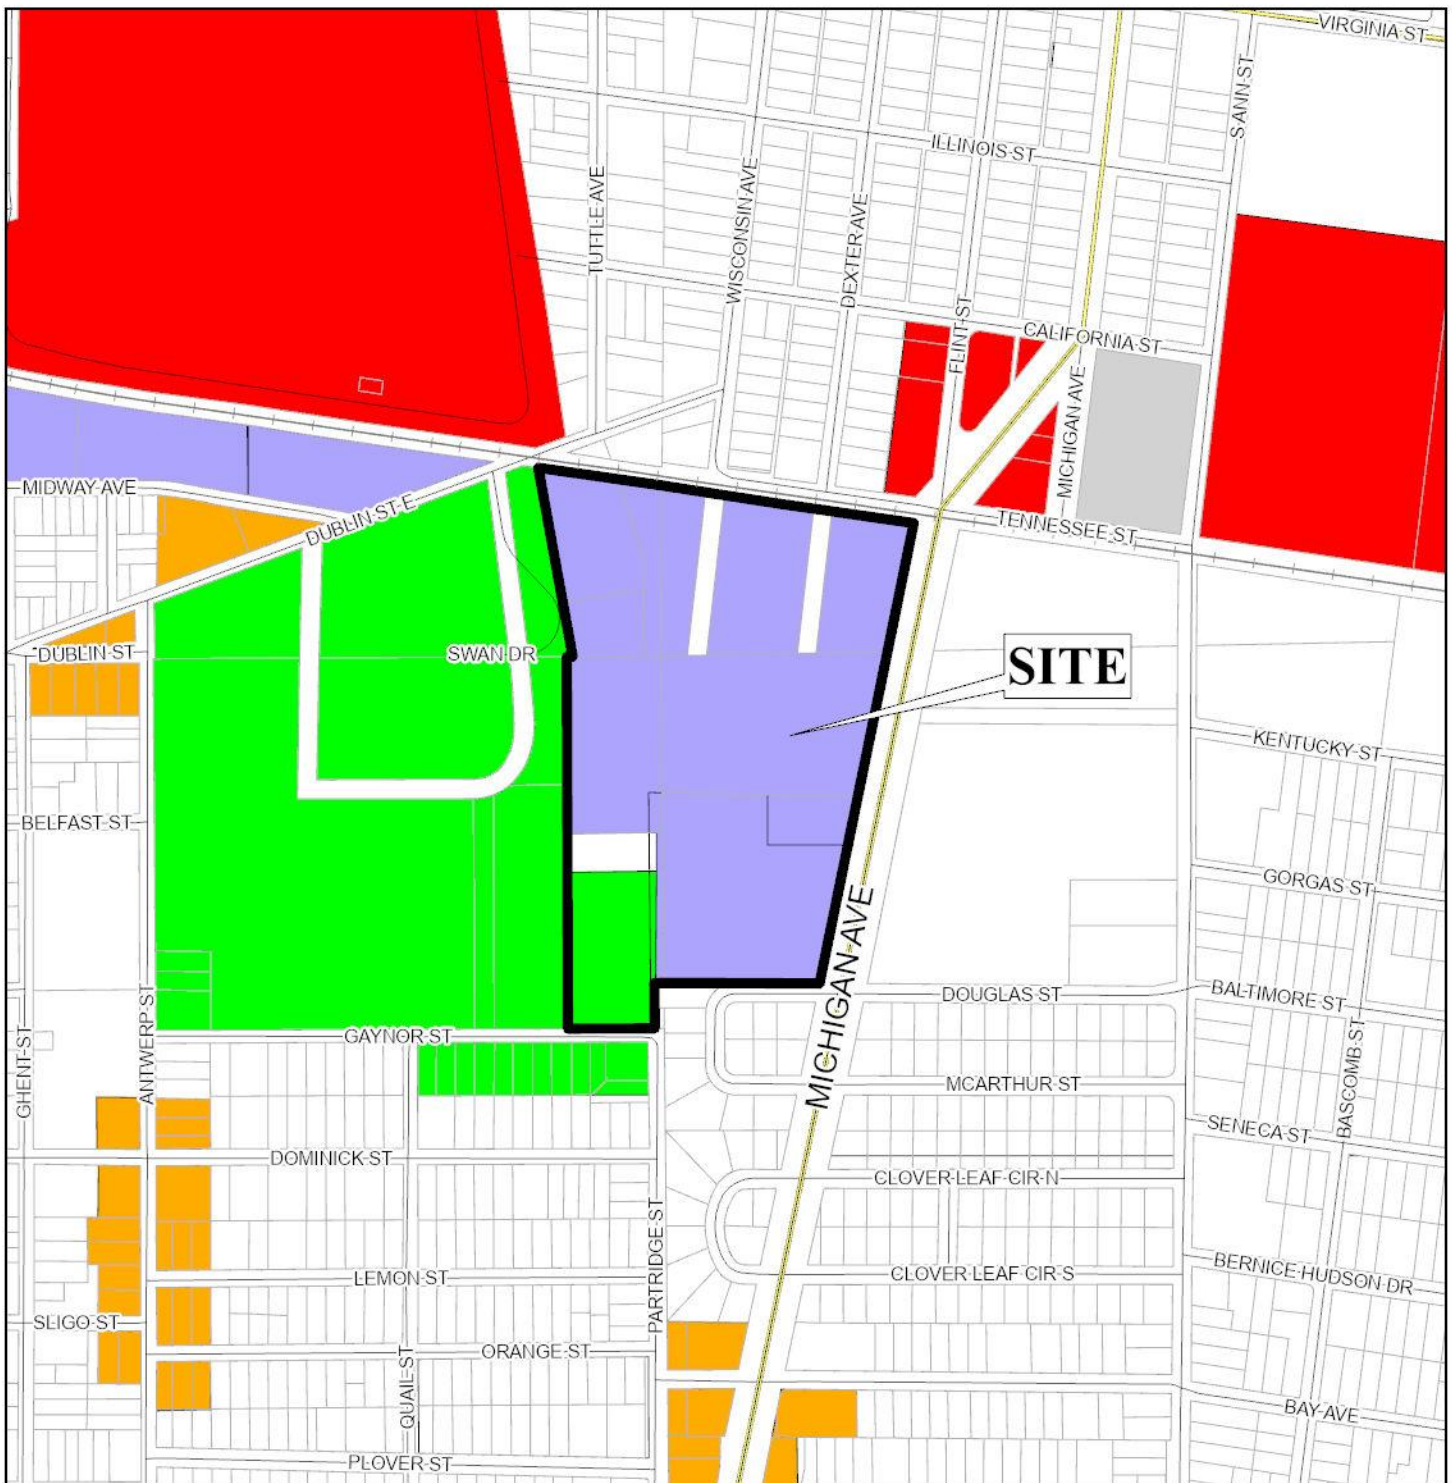 VIRGINIA ST
S ANN ST
ILLINOIS ST
TUTTLE AVE
WISCONSIN AVE
DEXTER AVE
FLINT ST
CALIFORNIA ST
MICHIGAN AVE
MIDWAY AVE
DUBLIN ST E
TENNESSEE ST
DUBLIN ST
SWAN DR
SITE
KENTUCKY ST
BELFAST ST
GORGAS ST
MICHIGAN AVE
DOUGLAS ST
BALTIMORE ST
GAYNOR ST
GHENT ST
ANTWERP ST
MCARTHUR ST
BASCOMB ST
SENECA ST
DOMINICK ST
CLOVER LEAF CIR N
PARTRIDGE ST
LEMON ST
CLOVER LEAF CIR S
BERNICE HUDSON DR
SLIGO ST
ORANGE ST
QUAIL ST
BAY AVE
PLOVER ST